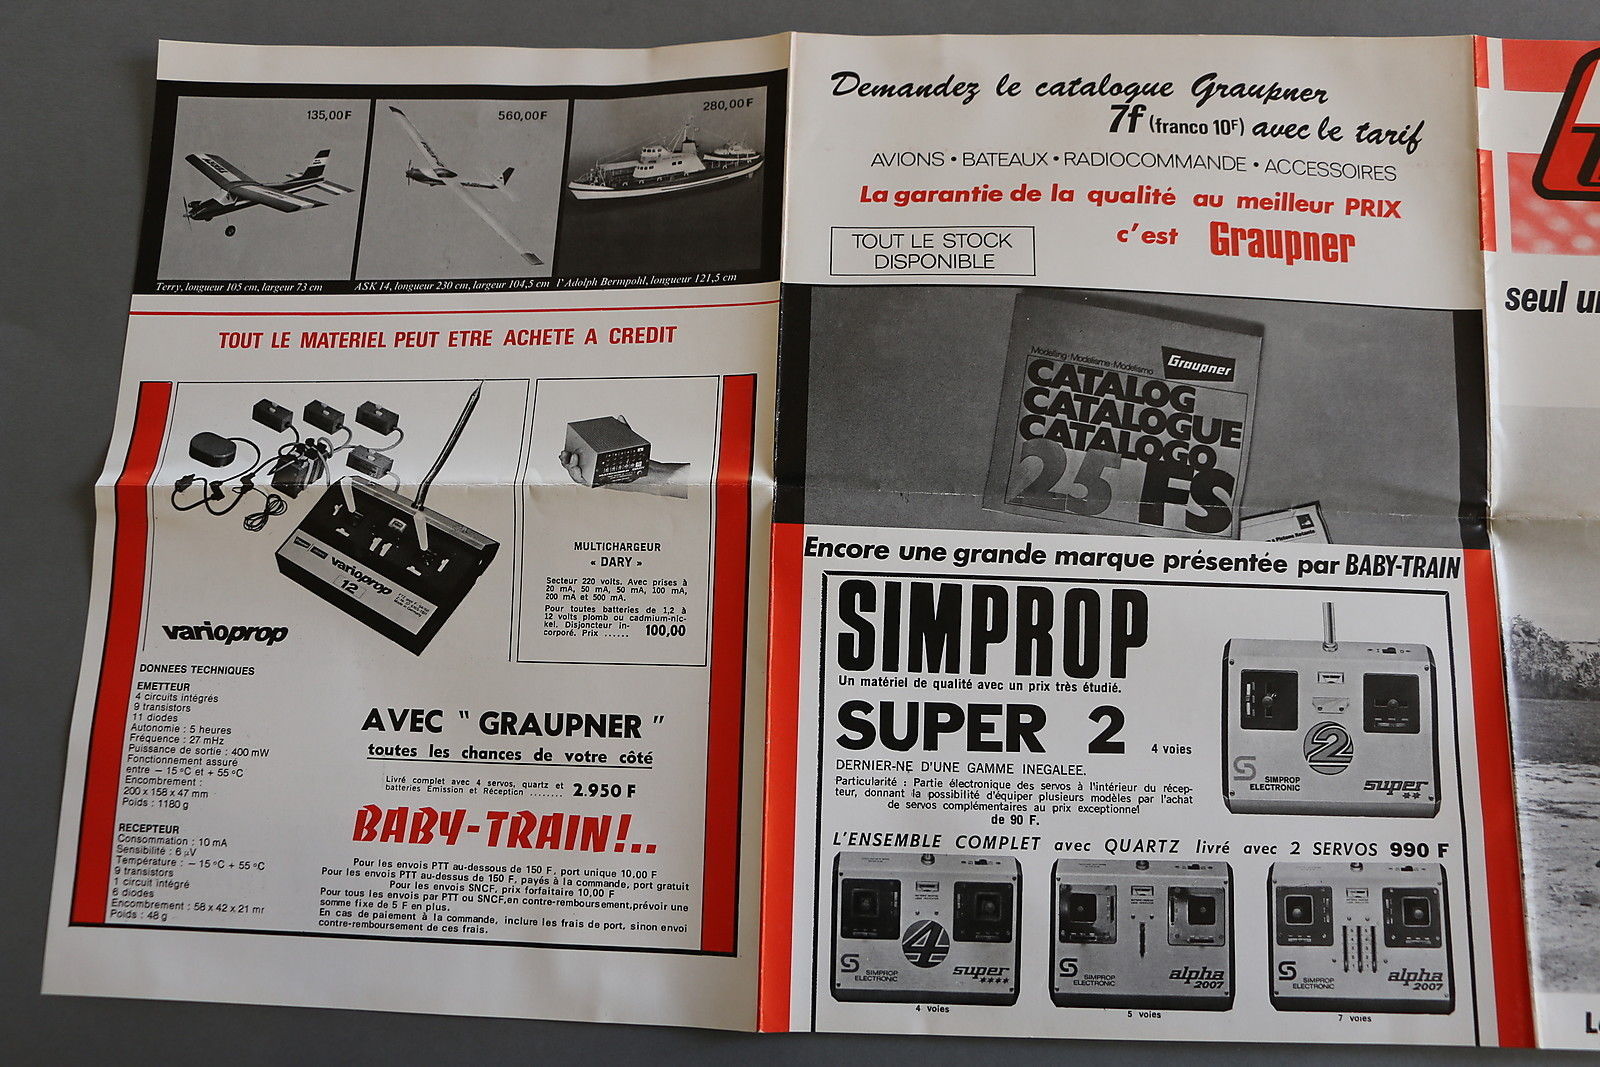 135,00F
560,00F
280,00F
Terry, longueur 105 cm, largeur 73 cm
ASK 14, longueur 230 cm, largeur 104,5 cm
l'Adolph Bermpohl, longueur 121,5 cm
TOUT LE MATERIEL PEUT ETRE ACHETE A CREDIT
varioprop
12
MULTICHARGEUR
« DARY »
Secteur 220 volts. Avec prises à
20 mA, 50 mA, 50 mA, 100 mA,
200 mA et 500 mA.
Pour toutes batteries de 1,2 à
12 volts plomb ou cadmium-nic-
kel. Disjoncteur in-
corporé. Prix ...... 100,00
varioprop
DONNEES TECHNIQUES
EMETTEUR
4 circuits intégrés
9 transistors
11 diodes
Autonomie : 5 heures
Fréquence : 27 mHz
Puissance de sortie : 400 mW
Fonctionnement assuré
entre – 15 °C et + 55 °C
Encombrement :
200 x 158 x 47 mm
Poids : 1180 g
RECEPTEUR
Consommation : 10 mA
Sensibilité : 6 µV
Température : – 15 °C + 55 °C
9 transistors
1 circuit intégré
6 diodes
Encombrement : 58 x 42 x 21 mr
Poids : 48 g
AVEC " GRAUPNER "
toutes les chances de votre côté
Livré complet avec 4 servos, quartz et
batteries Emission et Réception ........ 2.950 F
BABY-TRAIN!..
Pour les envois PTT au-dessous de 150 F, port unique 10,00 F
Pour les envois PTT au-dessus de 150 F, payés à la commande, port gratuit
Pour les envois SNCF, prix forfaitaire 10,00 F
Pour tous les envois par PTT ou SNCF,en contre-remboursement,prévoir une
somme fixe de 5 F en plus.
En cas de paiement à la commande, inclure les frais de port, sinon envoi
contre-remboursement de ces frais.
Demandez le catalogue Graupner
7f (franco 10F) avec le tarif
AVIONS • BATEAUX • RADIOCOMMANDE • ACCESSOIRES
La garantie de la qualité au meilleur PRIX
c'est Graupner
TOUT LE STOCK
DISPONIBLE
Modelling · Modelisme · Modelismo
Graupner
CATALOG
CATALOGUE
CATALOGO
25 FS
Encore une grande marque présentée par BABY-TRAIN
SIMPROP
Un matériel de qualité avec un prix très étudié.
SUPER 2 4 voies
DERNIER-NE D'UNE GAMME INEGALEE.
Particularité : Partie électronique des servos à l'intérieur du récep-
teur, donnant la possibilité d'équiper plusieurs modèles par l'achat
de servos complémentaires au prix exceptionnel
de 90 F.
2
SIMPROP
ELECTRONIC
super
L'ENSEMBLE COMPLET avec QUARTZ livré avec 2 SERVOS 990 F
4
SIMPROP
ELECTRONIC
super
4 voies
SIMPROP
ELECTRONIC
alpha
2007
5 voies
SIMPROP
ELECTRONIC
alpha
2007
7 voies
seul u